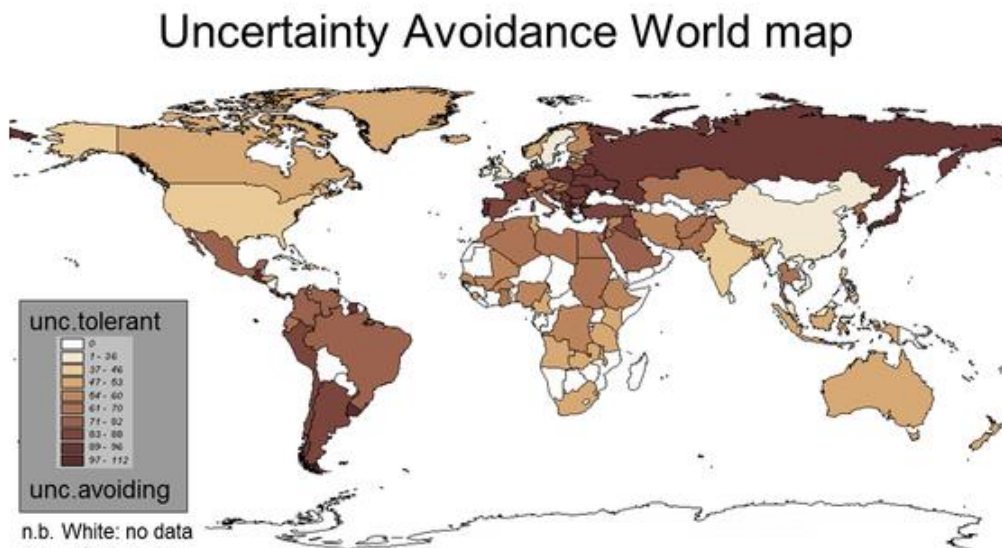 Uncertainty Avoidance World map
unc.tolerant
0
1 - 36
37 - 46
47 - 53
54 - 60
61 - 70
71 - 82
83 - 88
89 - 96
97 - 112
unc.avoiding
n.b. White: no data